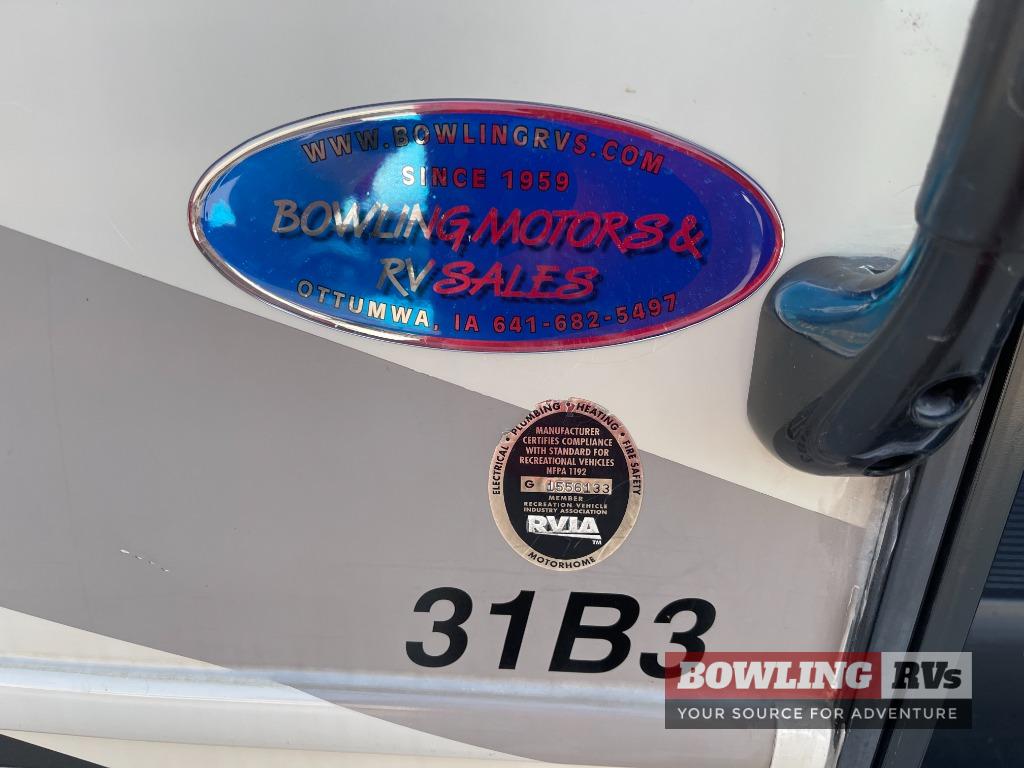 WWW.BOWLINGRVS.COM
SINCE 1959
BOWLING MOTORS &
RV SALES
OTTUMWA, IA 641-682-5497
ELECTRICAL • PLUMBING • HEATING • FIRE SAFETY
MANUFACTURER
CERTIFIES COMPLIANCE
WITH STANDARD FOR
RECREATIONAL VEHICLES
NFPA 1192
G 1556133
MEMBER
RECREATION VEHICLE
INDUSTRY ASSOCIATION
RVIA
TM
MOTORHOME
31B3
BOWLING RVs
YOUR SOURCE FOR ADVENTURE